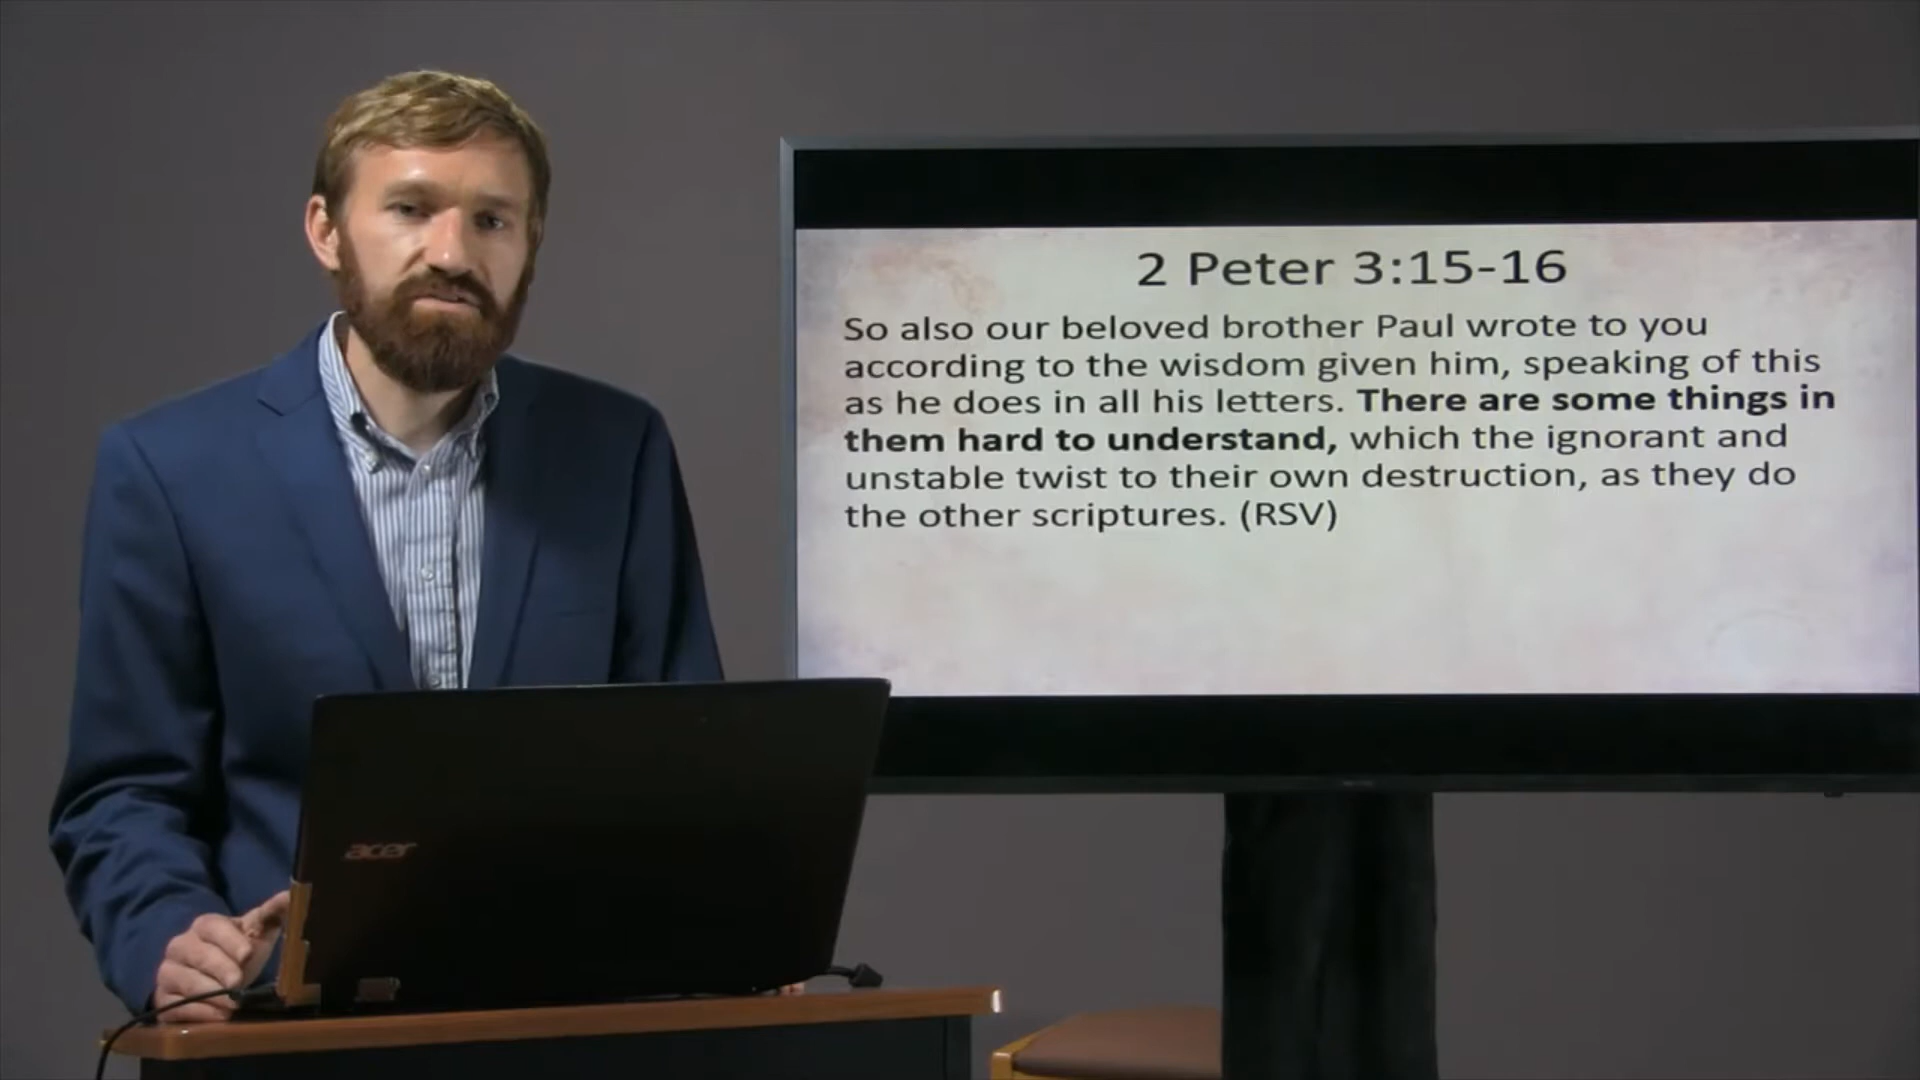 2 Peter 3:15-16
So also our beloved brother Paul wrote to you
according to the wisdom given him, speaking of this
as he does in all his letters. There are some things in
them hard to understand, which the ignorant and
unstable twist to their own destruction, as they do
the other scriptures. (RSV)
acer